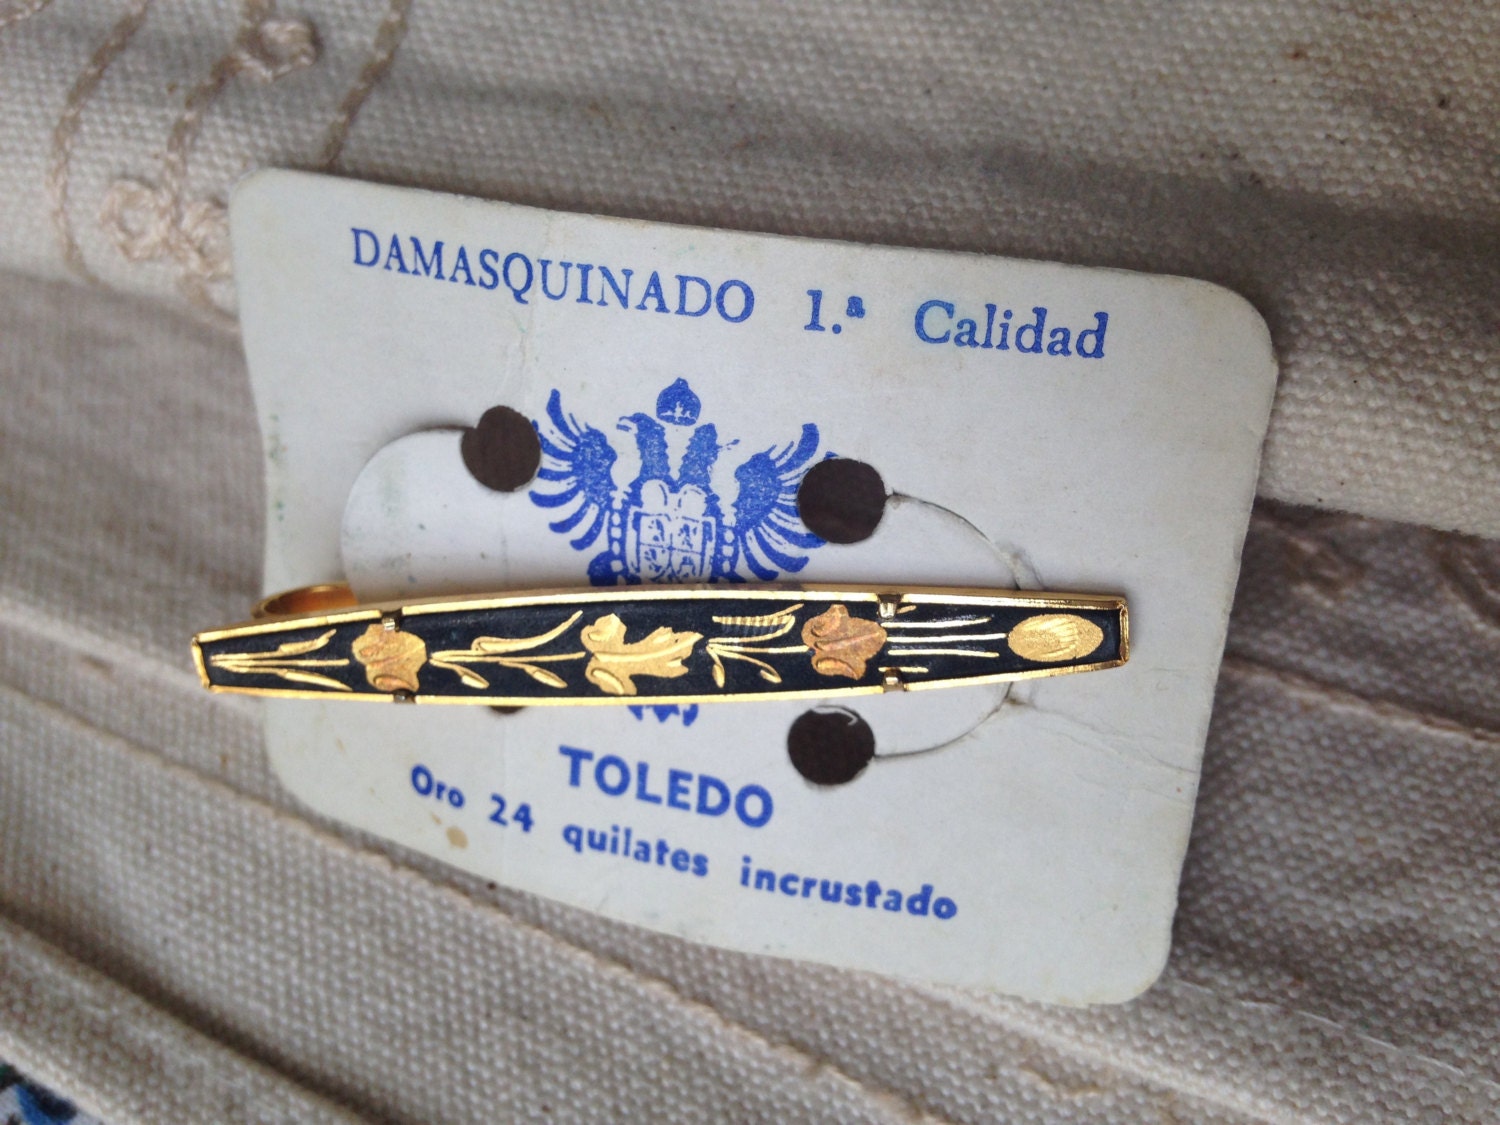 DAMASQUINADO 1.ª Calidad
TOLEDO
Oro 24 quilates incrustado